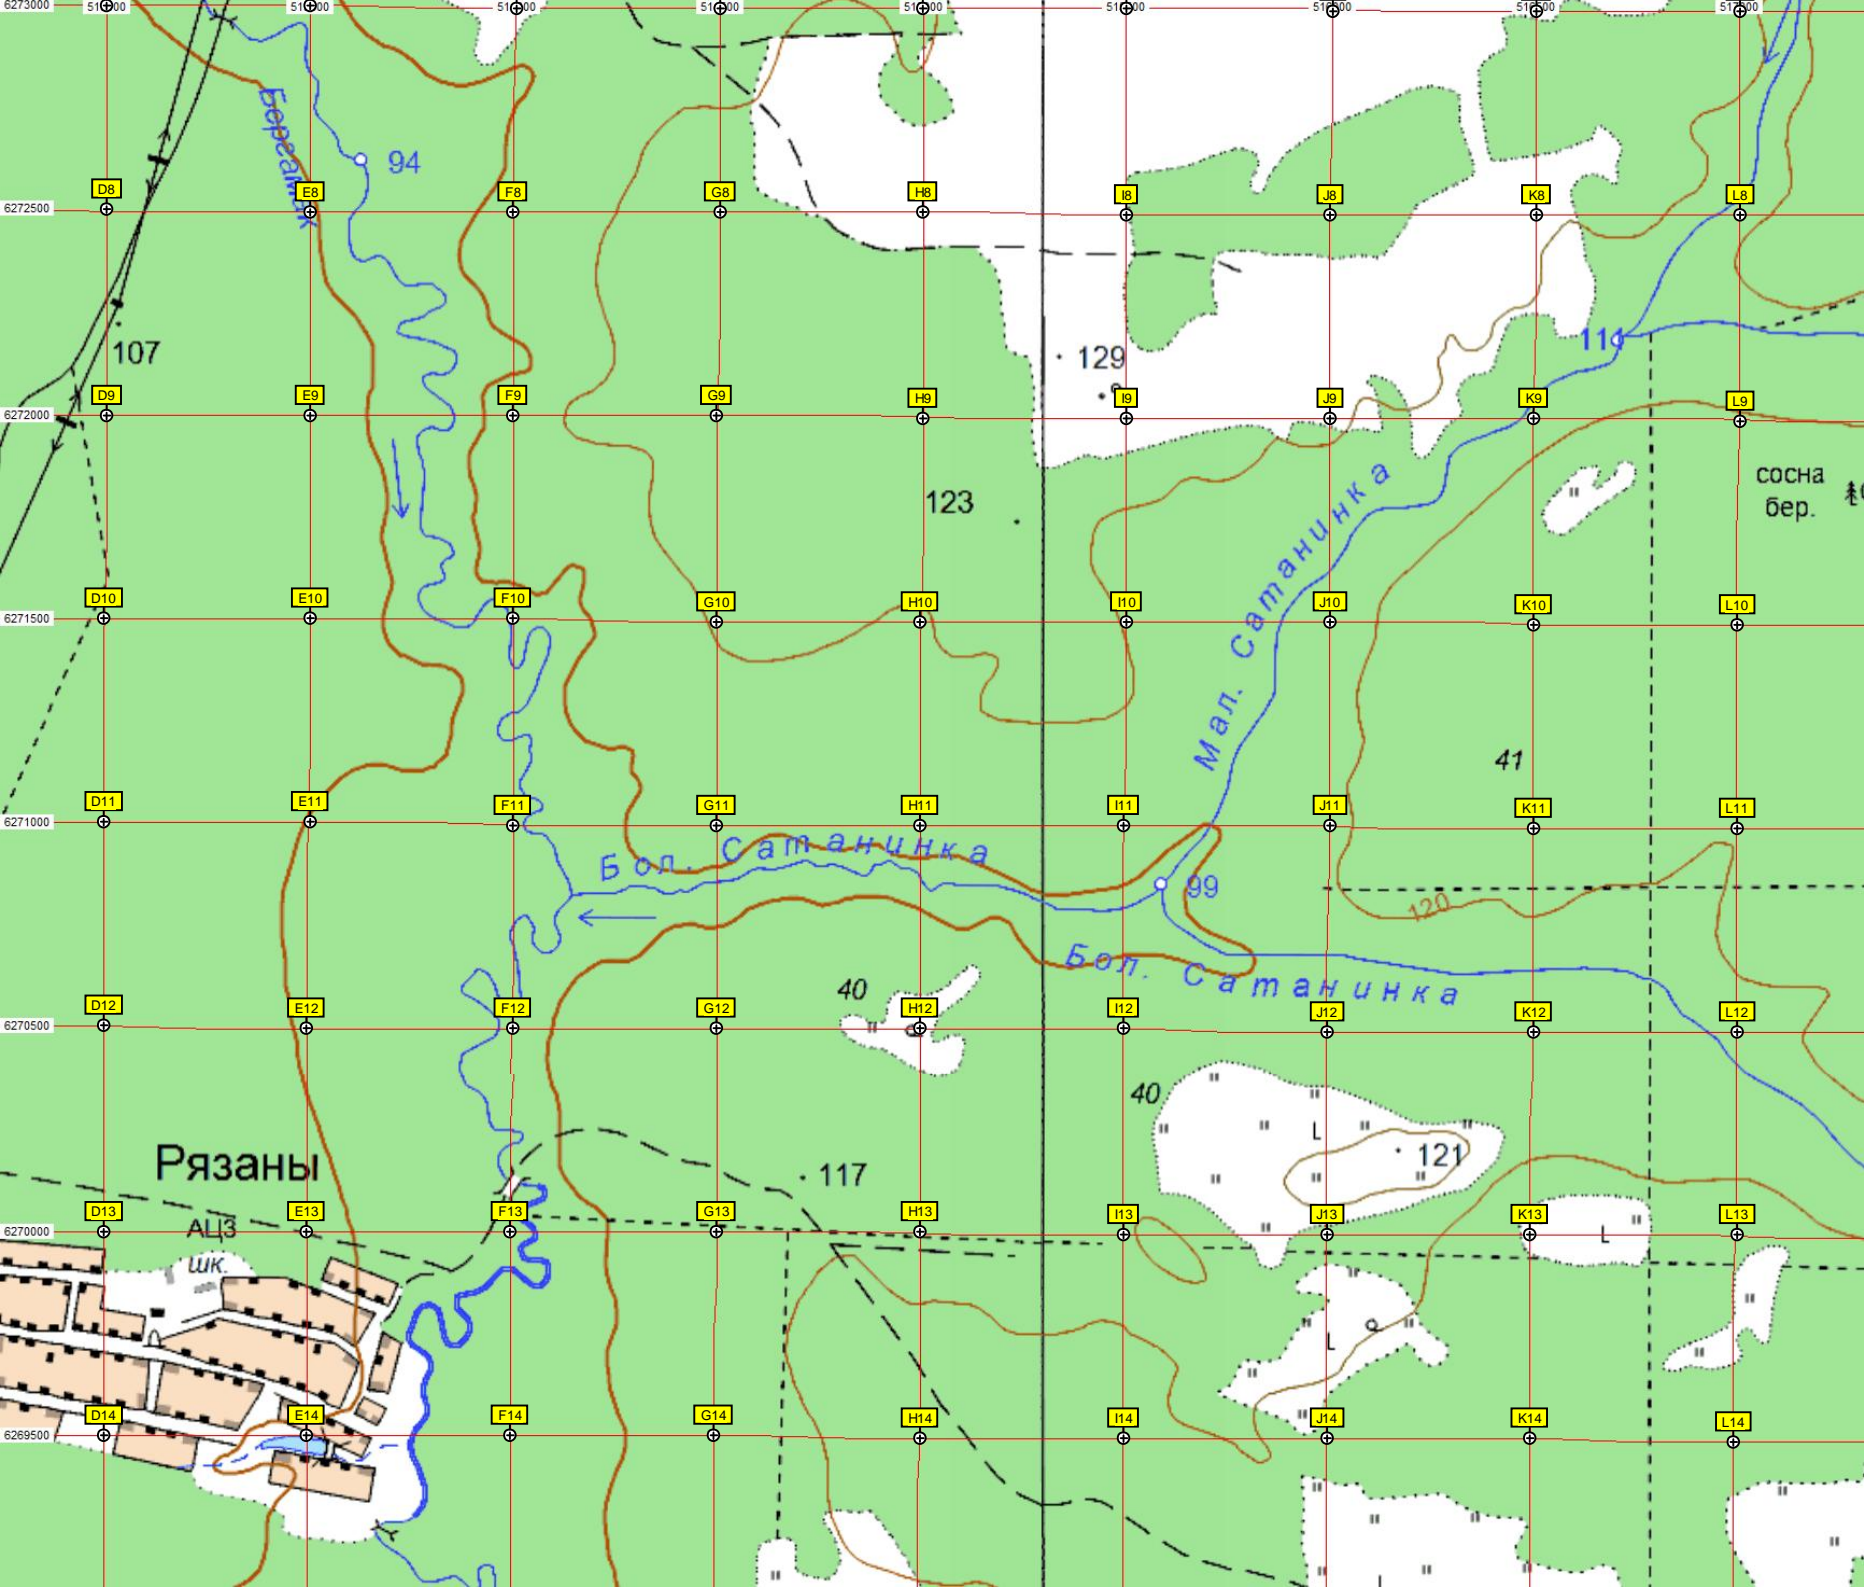 6273000
Бергамак
94
D8 E8 F8 G8 H8 I8 J8 K8 L8
6272500
107
129
114
D9 E9 F9 G9 H9 I9 J9 K9 L9
6272000
сосна
бер.
123
Мал. Сатанинка
D10 E10 F10 G10 H10 I10 J10 K10 L10
6271500
41
D11 E11 F11 G11 H11 I11 J11 K11 L11
6271000
Бол. Сатанинка
99
120
Бол. Сатанинка
40
D12 E12 F12 G12 H12 I12 J12 K12 L12
6270500
40
121
Рязаны
117
D13 E13 F13 G13 H13 I13 J13 K13 L13
6270000
АЦЗ
шк.
D14 E14 F14 G14 H14 I14 J14 K14 L14
6269500